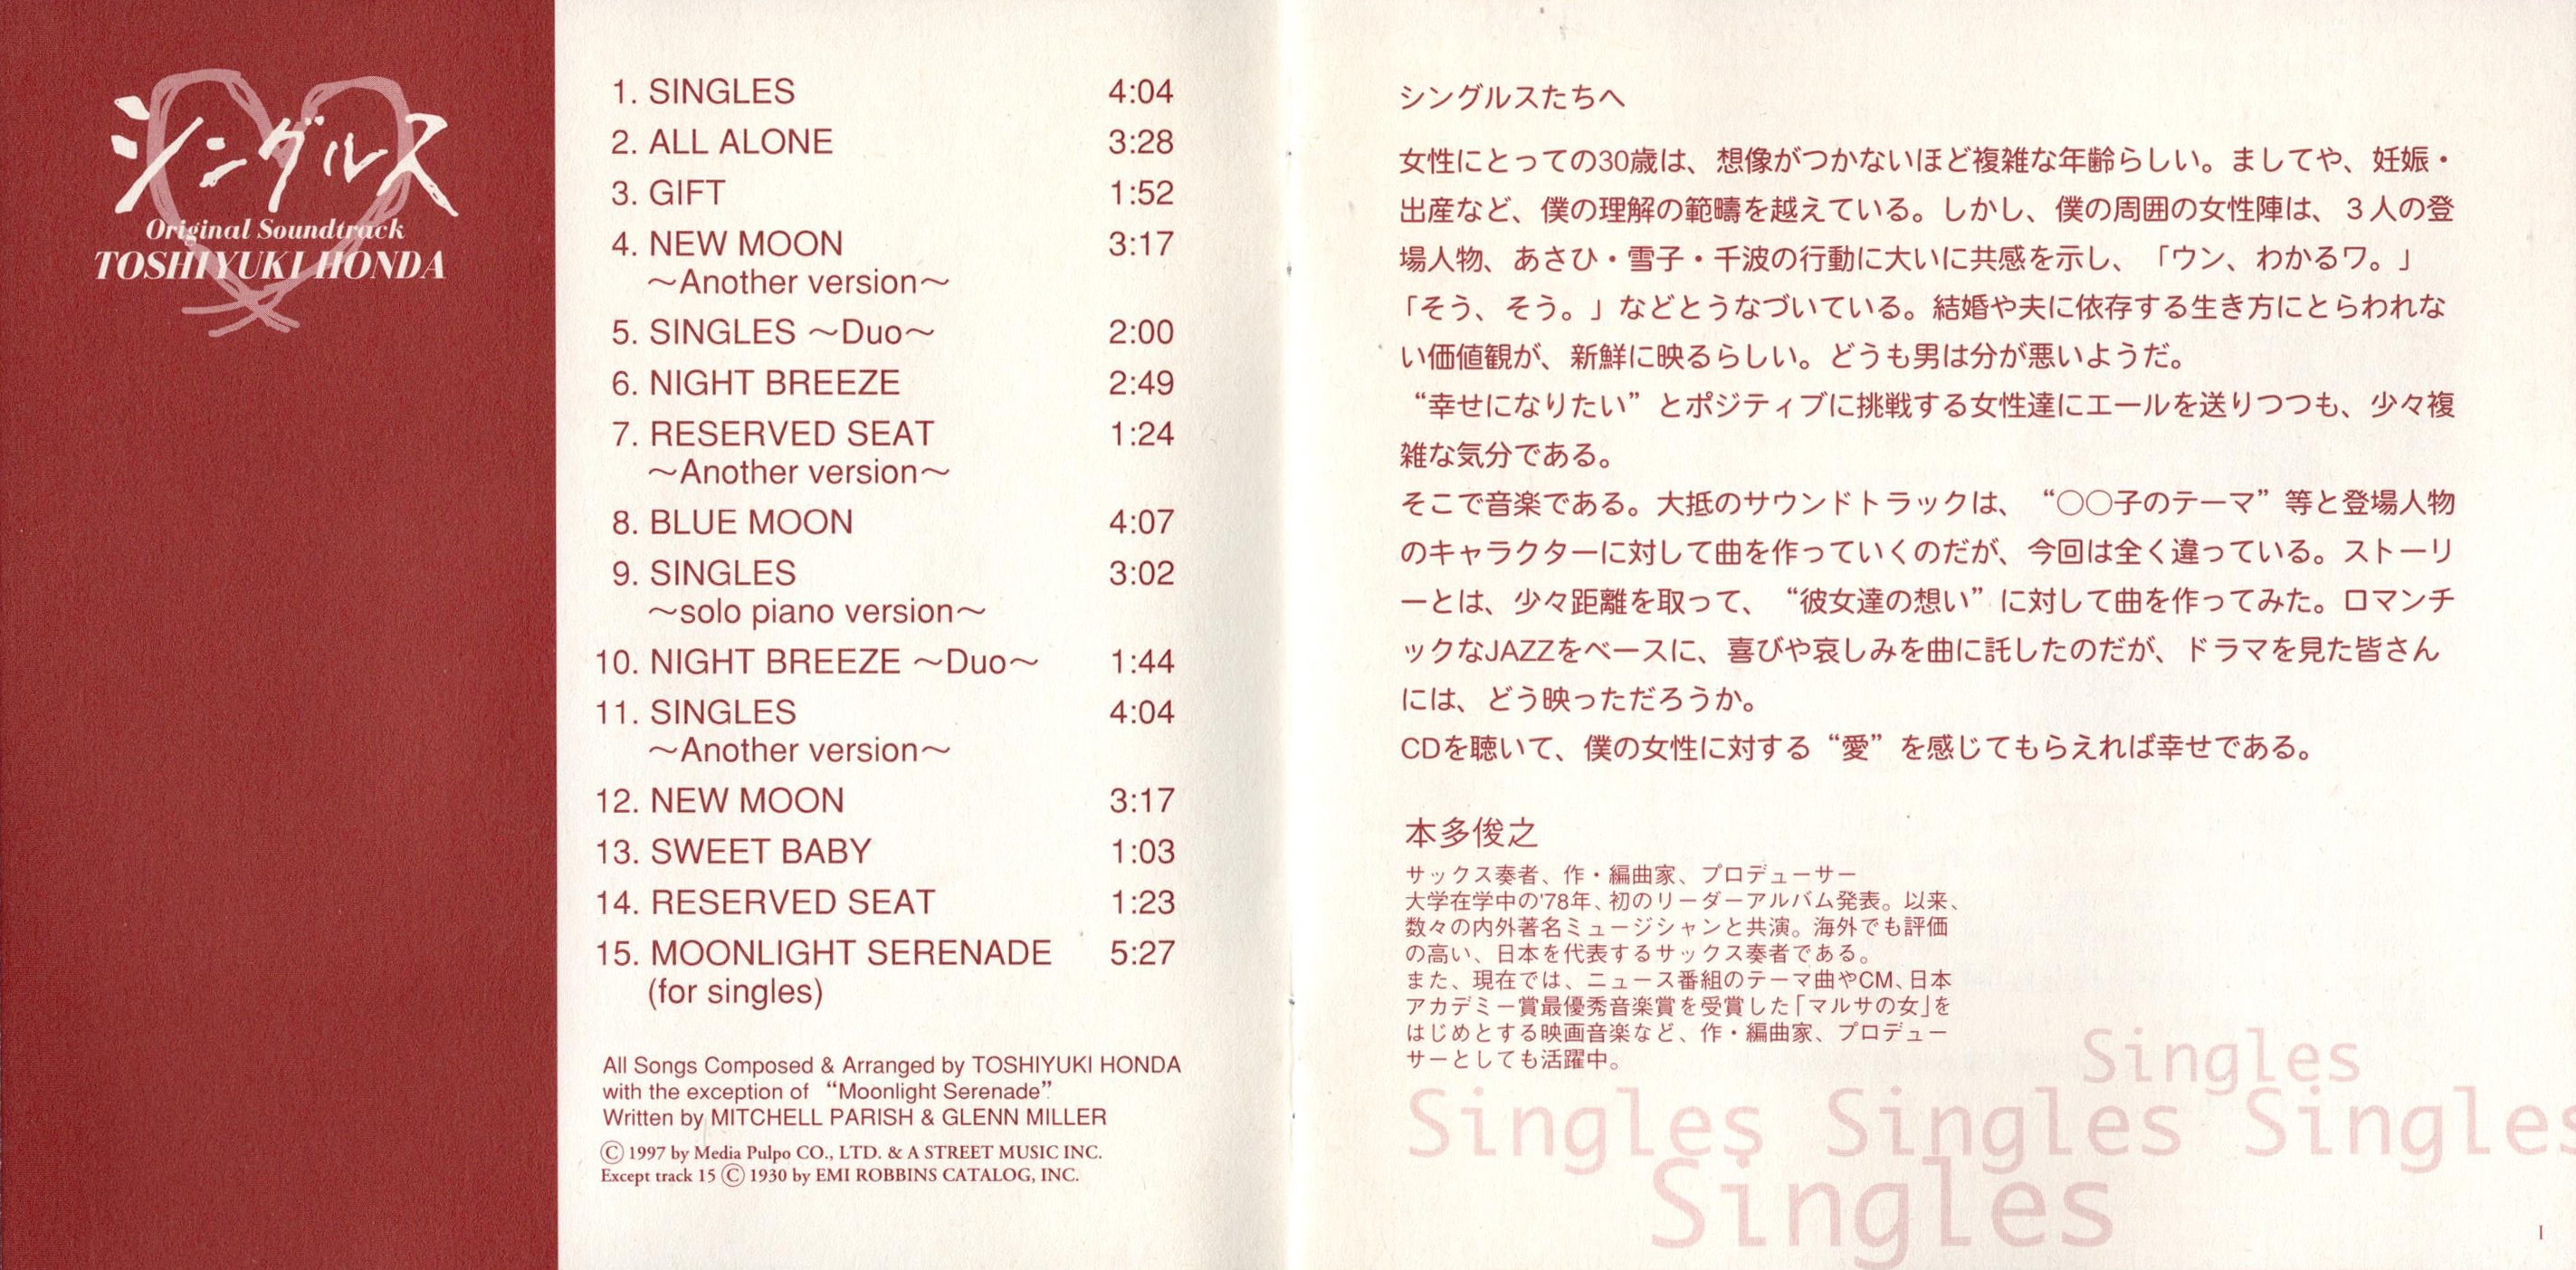 シングルス
Original Soundtrack
TOSHIYUKI HONDA
1. SINGLES 4:04
2. ALL ALONE 3:28
3. GIFT 1:52
4. NEW MOON 3:17
～Another version～
5. SINGLES ～Duo～ 2:00
6. NIGHT BREEZE 2:49
7. RESERVED SEAT 1:24
～Another version～
8. BLUE MOON 4:07
9. SINGLES 3:02
～solo piano version～
10. NIGHT BREEZE ～Duo～ 1:44
11. SINGLES 4:04
～Another version～
12. NEW MOON 3:17
13. SWEET BABY 1:03
14. RESERVED SEAT 1:23
15. MOONLIGHT SERENADE 5:27
(for singles)
All Songs Composed & Arranged by TOSHIYUKI HONDA
with the exception of “Moonlight Serenade”.
Written by MITCHELL PARISH & GLENN MILLER
Ⓒ 1997 by Media Pulpo CO., LTD. & A STREET MUSIC INC.
Except track 15 Ⓒ 1930 by EMI ROBBINS CATALOG, INC.
シングルスたちへ
女性にとっての30歳は、想像がつかないほど複雑な年齢らしい。ましてや、妊娠・
出産など、僕の理解の範疇を越えている。しかし、僕の周囲の女性陣は、３人の登
場人物、あさひ・雪子・千波の行動に大いに共感を示し、「ウン、わかるワ。」
「そう、そう。」などとうなづいている。結婚や夫に依存する生き方にとらわれな
い価値観が、新鮮に映るらしい。どうも男は分が悪いようだ。
“幸せになりたい”とポジティブに挑戦する女性達にエールを送りつつも、少々複
雑な気分である。
そこで音楽である。大抵のサウンドトラックは、“○○子のテーマ”等と登場人物
のキャラクターに対して曲を作っていくのだが、今回は全く違っている。ストーリ
ーとは、少々距離を取って、“彼女達の想い”に対して曲を作ってみた。ロマンチ
ックなJAZZをベースに、喜びや哀しみを曲に託したのだが、ドラマを見た皆さん
には、どう映っただろうか。
CDを聴いて、僕の女性に対する“愛”を感じてもらえれば幸せである。
本多俊之
サックス奏者、作・編曲家、プロデューサー
大学在学中の'78年、初のリーダーアルバム発表。以来、
数々の内外著名ミュージシャンと共演。海外でも評価
の高い、日本を代表するサックス奏者である。
また、現在では、ニュース番組のテーマ曲やCM、日本
アカデミー賞最優秀音楽賞を受賞した「マルサの女」を
はじめとする映画音楽など、作・編曲家、プロデュー
サーとしても活躍中。
Singles
Singles Singles Singles
Singles
1